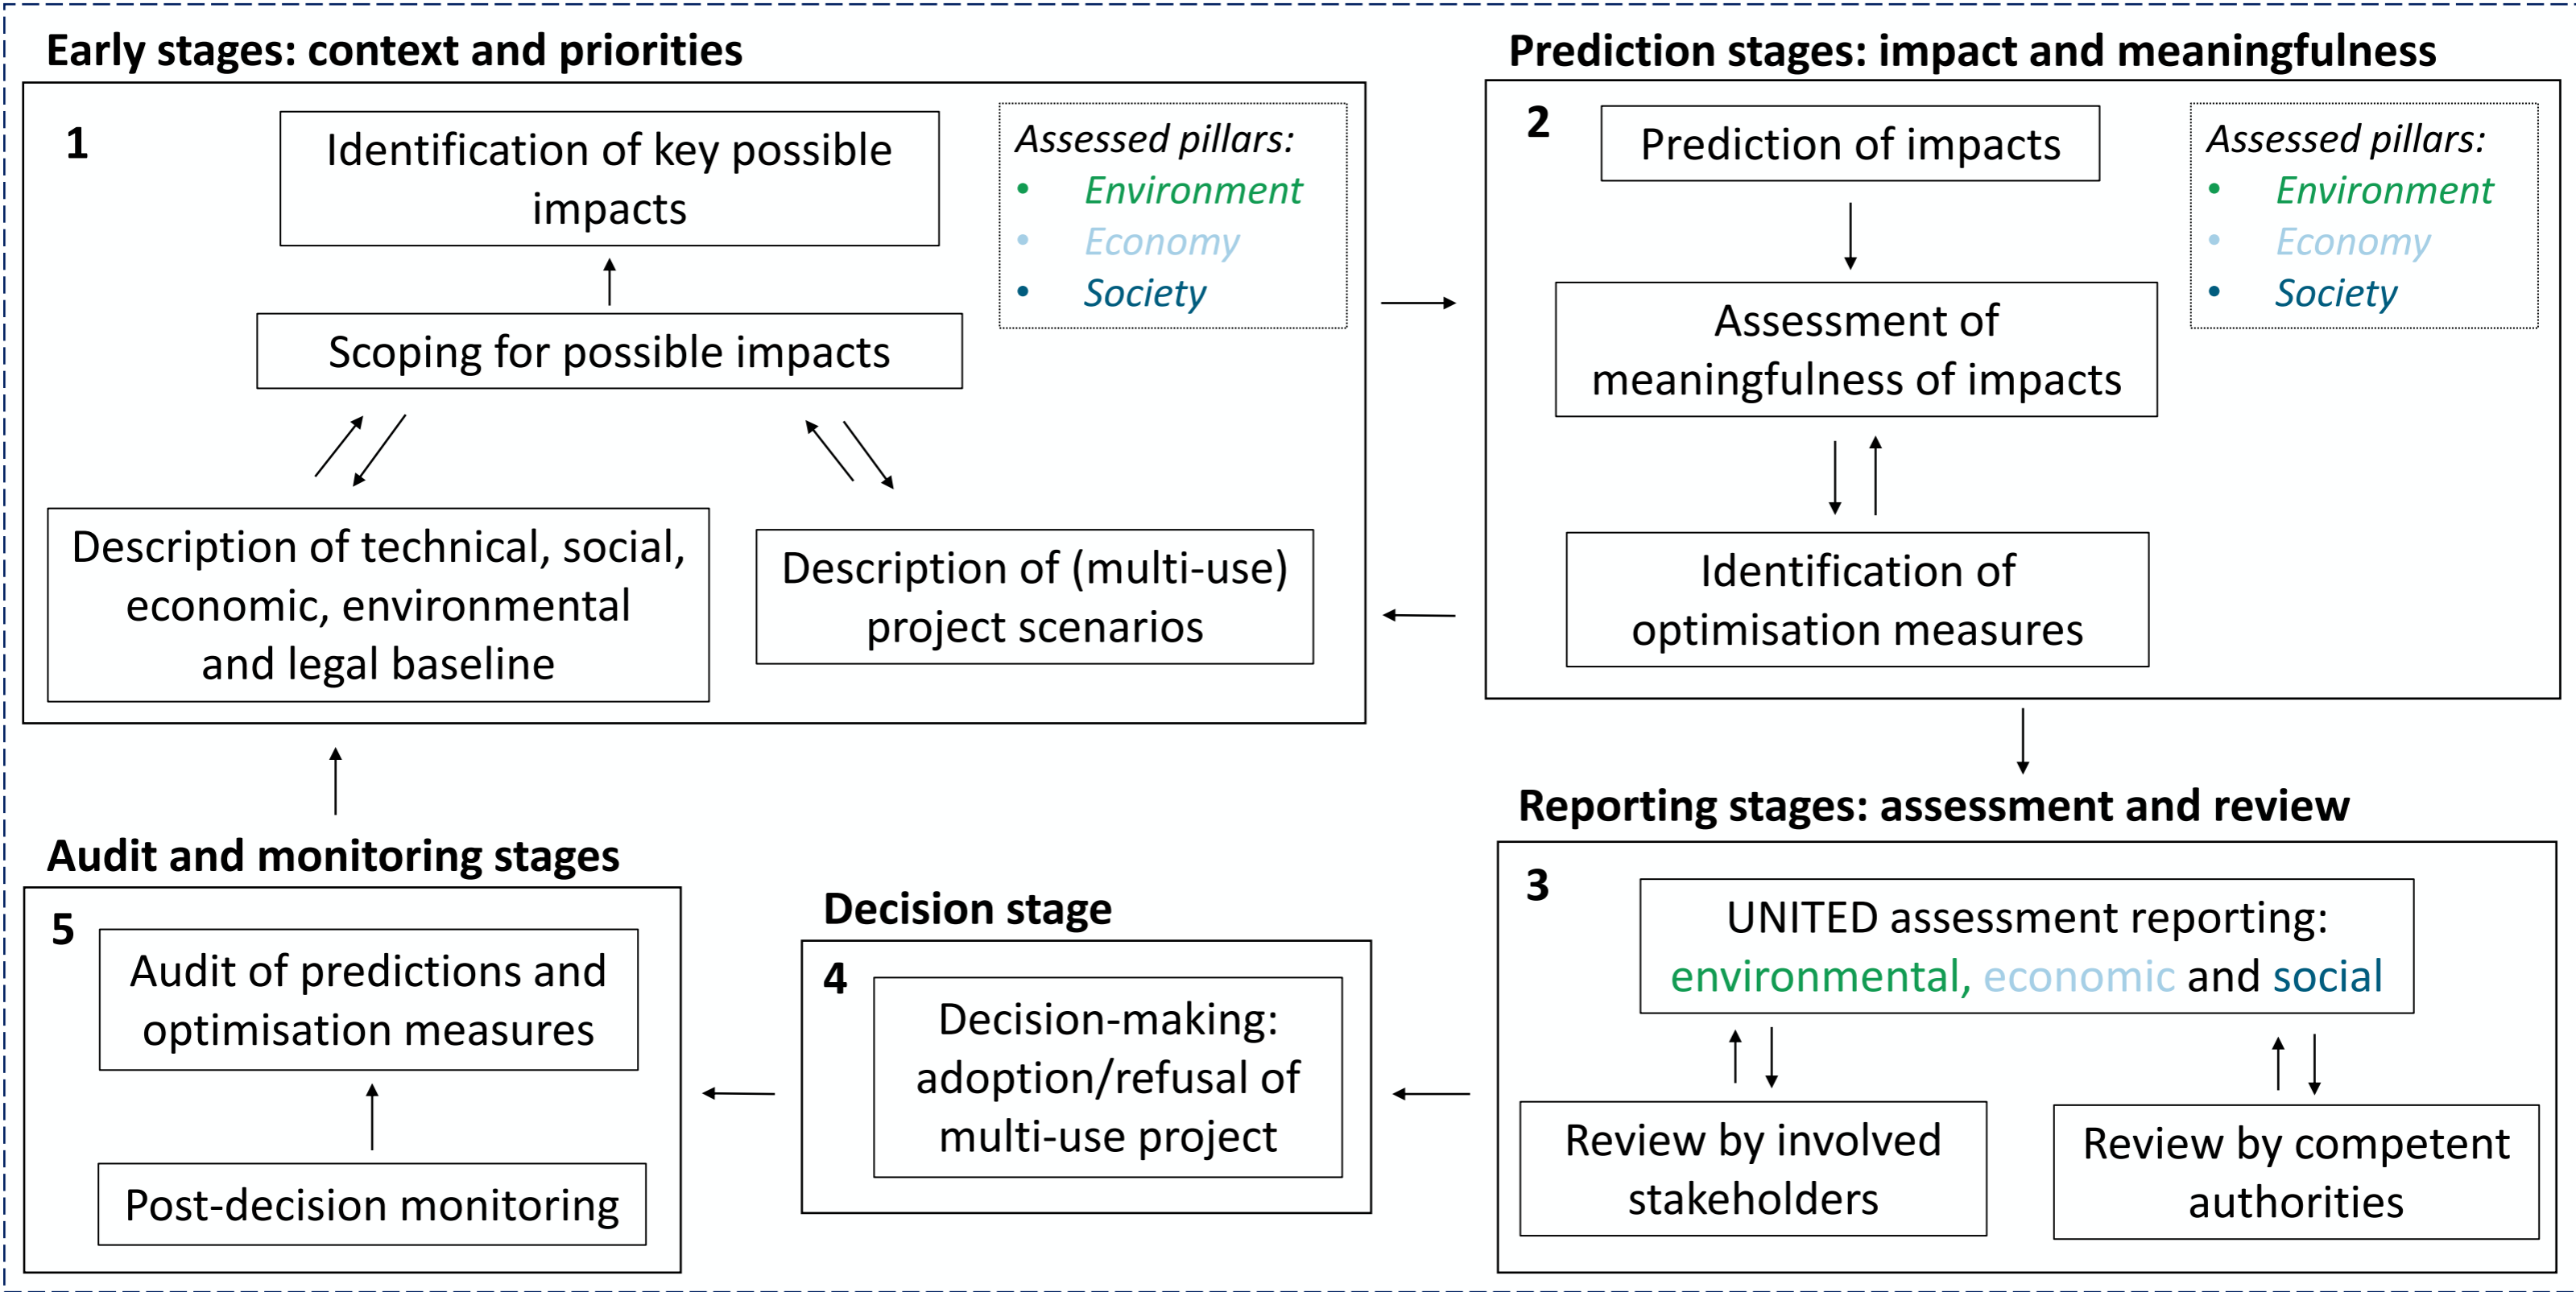 Early stages: context and priorities
1
Identification of key possible
impacts
Assessed pillars:
• Environment
• Economy
• Society
Scoping for possible impacts
Description of technical, social,
economic, environmental
and legal baseline
Description of (multi-use)
project scenarios
Prediction stages: impact and meaningfulness
2
Prediction of impacts
Assessed pillars:
• Environment
• Economy
• Society
Assessment of
meaningfulness of impacts
Identification of
optimisation measures
Reporting stages: assessment and review
3
UNITED assessment reporting:
environmental, economic and social
Review by involved
stakeholders
Review by competent
authorities
Decision stage
4
Decision-making:
adoption/refusal of
multi-use project
Audit and monitoring stages
5
Audit of predictions and
optimisation measures
Post-decision monitoring